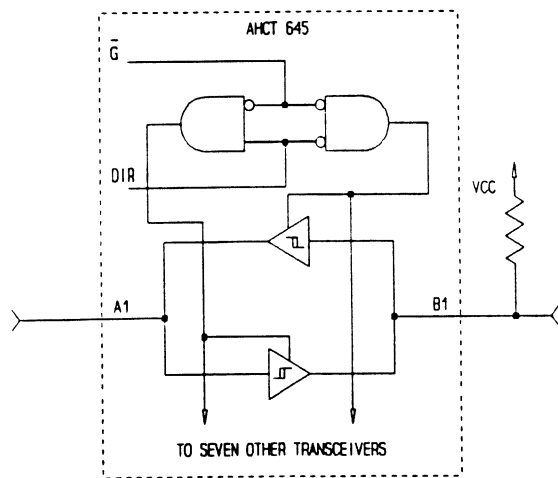 AHCT 645
G̅
DIR
VCC
A1
B1
TO SEVEN OTHER TRANSCEIVERS